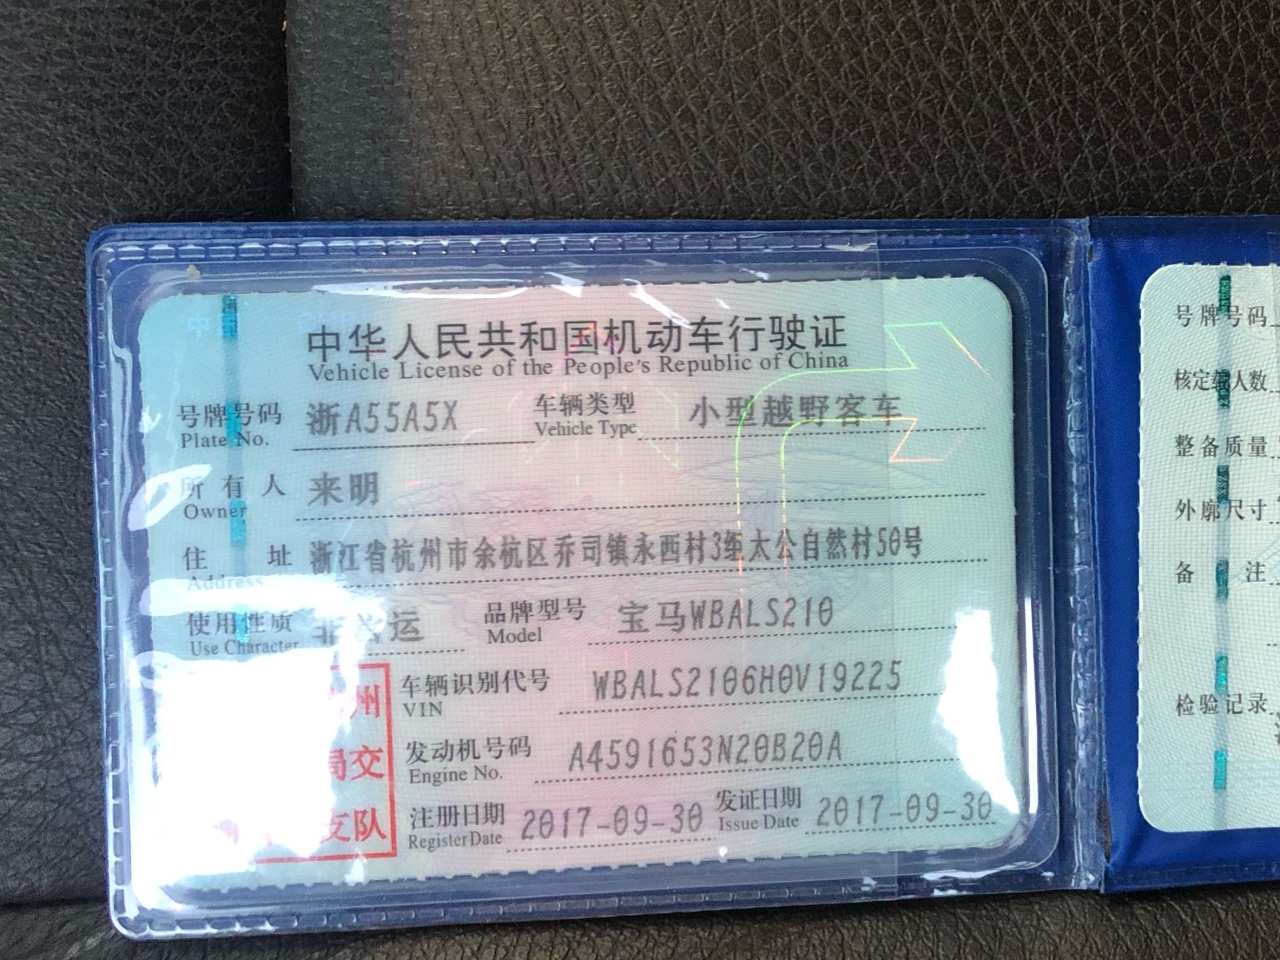 中华人民共和国机动车行驶证
Vehicle License of the People's Republic of China
号牌号码 浙A55A5X 车辆类型 小型越野客车
Plate No. Vehicle Type
所有人 来明
Owner
住址 浙江省杭州市余杭区乔司镇永西村3组太公自然村50号
Address
使用性质 非营运 品牌型号 宝马WBALS210
Use Character Model
车辆识别代号 WBALS2106H0V19225
VIN
发动机号码 A4591653N20B20A
Engine No.
注册日期 2017-09-30 发证日期 2017-09-30
Register Date Issue Date
州
局交
支队
号牌号码
核定载人数
整备质量
外廓尺寸
备注
检验记录